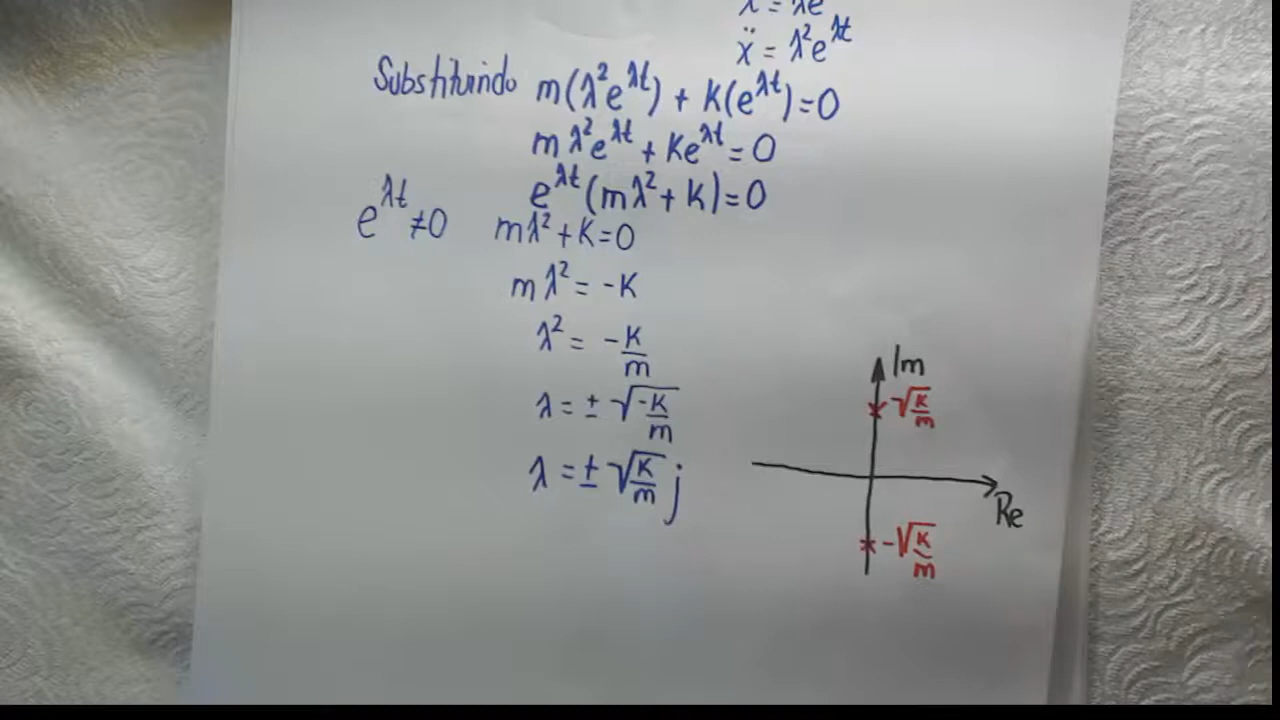 ẋ = λe
ẍ = λ²e^λt
Substituindo m(λ²e^λt) + K(e^λt) = 0
mλ²e^λt + Ke^λt = 0
e^λt (mλ² + K) = 0
e^λt ≠ 0 mλ² + K = 0
mλ² = -K
λ² = -K/m
λ = ± √(-K/m)
λ = ± √(K/m) j
Im
√(K/m)
Re
-√(K/m)